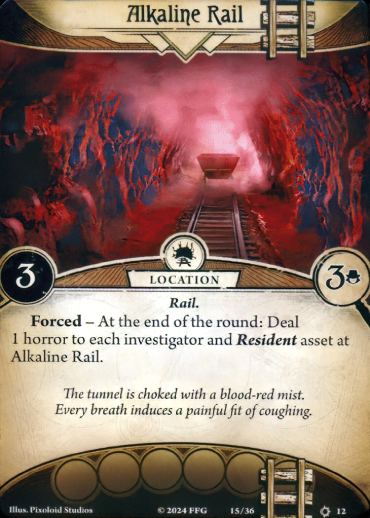 Alkaline Rail
3
3
LOCATION
Rail.
Forced – At the end of the round: Deal
1 horror to each investigator and Resident asset at
Alkaline Rail.
The tunnel is choked with a blood-red mist.
Every breath induces a painful fit of coughing.
Illus. Pixoloid Studios © 2024 FFG 15/36 12